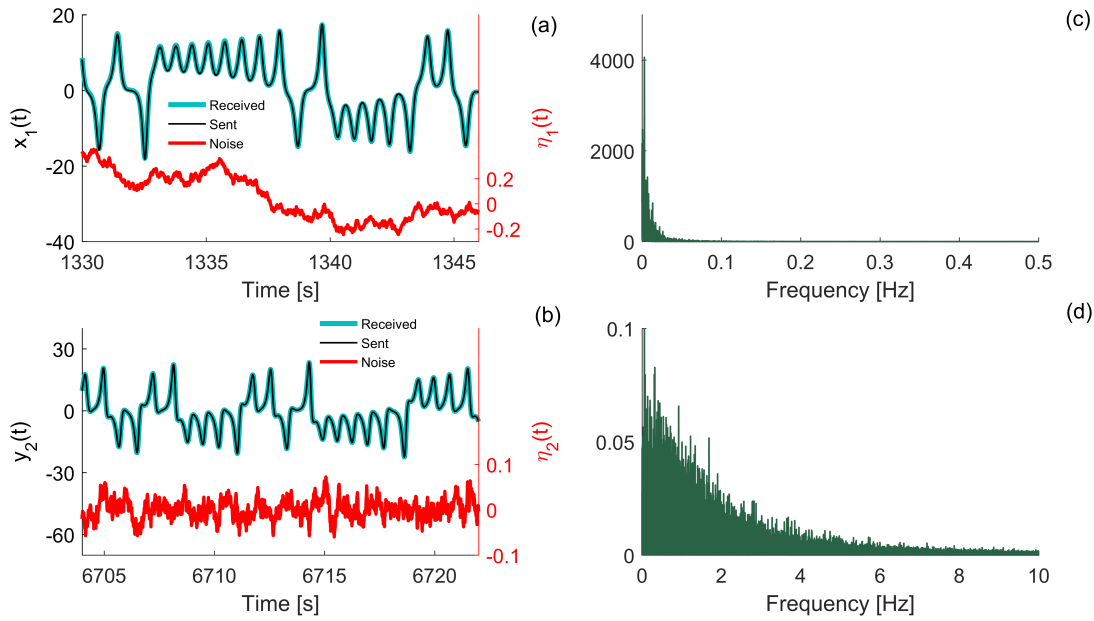 (a)
20
0
-20
-40
x1(t)
Received
Sent
Noise
0.2
0
-0.2
η1(t)
1330
1335
1340
1345
Time [s]
(c)
4000
2000
0
0
0.1
0.2
0.3
0.4
0.5
Frequency [Hz]
(b)
30
0
-30
-60
y2(t)
Received
Sent
Noise
0.1
0
-0.1
η2(t)
6705
6710
6715
6720
Time [s]
(d)
0.1
0.05
0
0
2
4
6
8
10
Frequency [Hz]